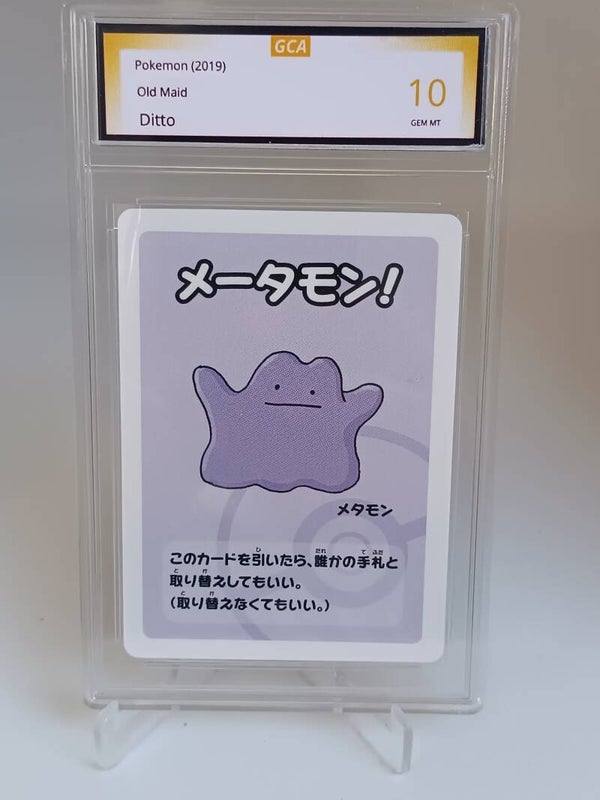 GCA
Pokemon (2019)
Old Maid
Ditto
10
GEM MT
メータモン!
メタモン
このカードを引いたら、誰かの手札と
取り替えしてもいい。
(取り替えなくてもいい。)